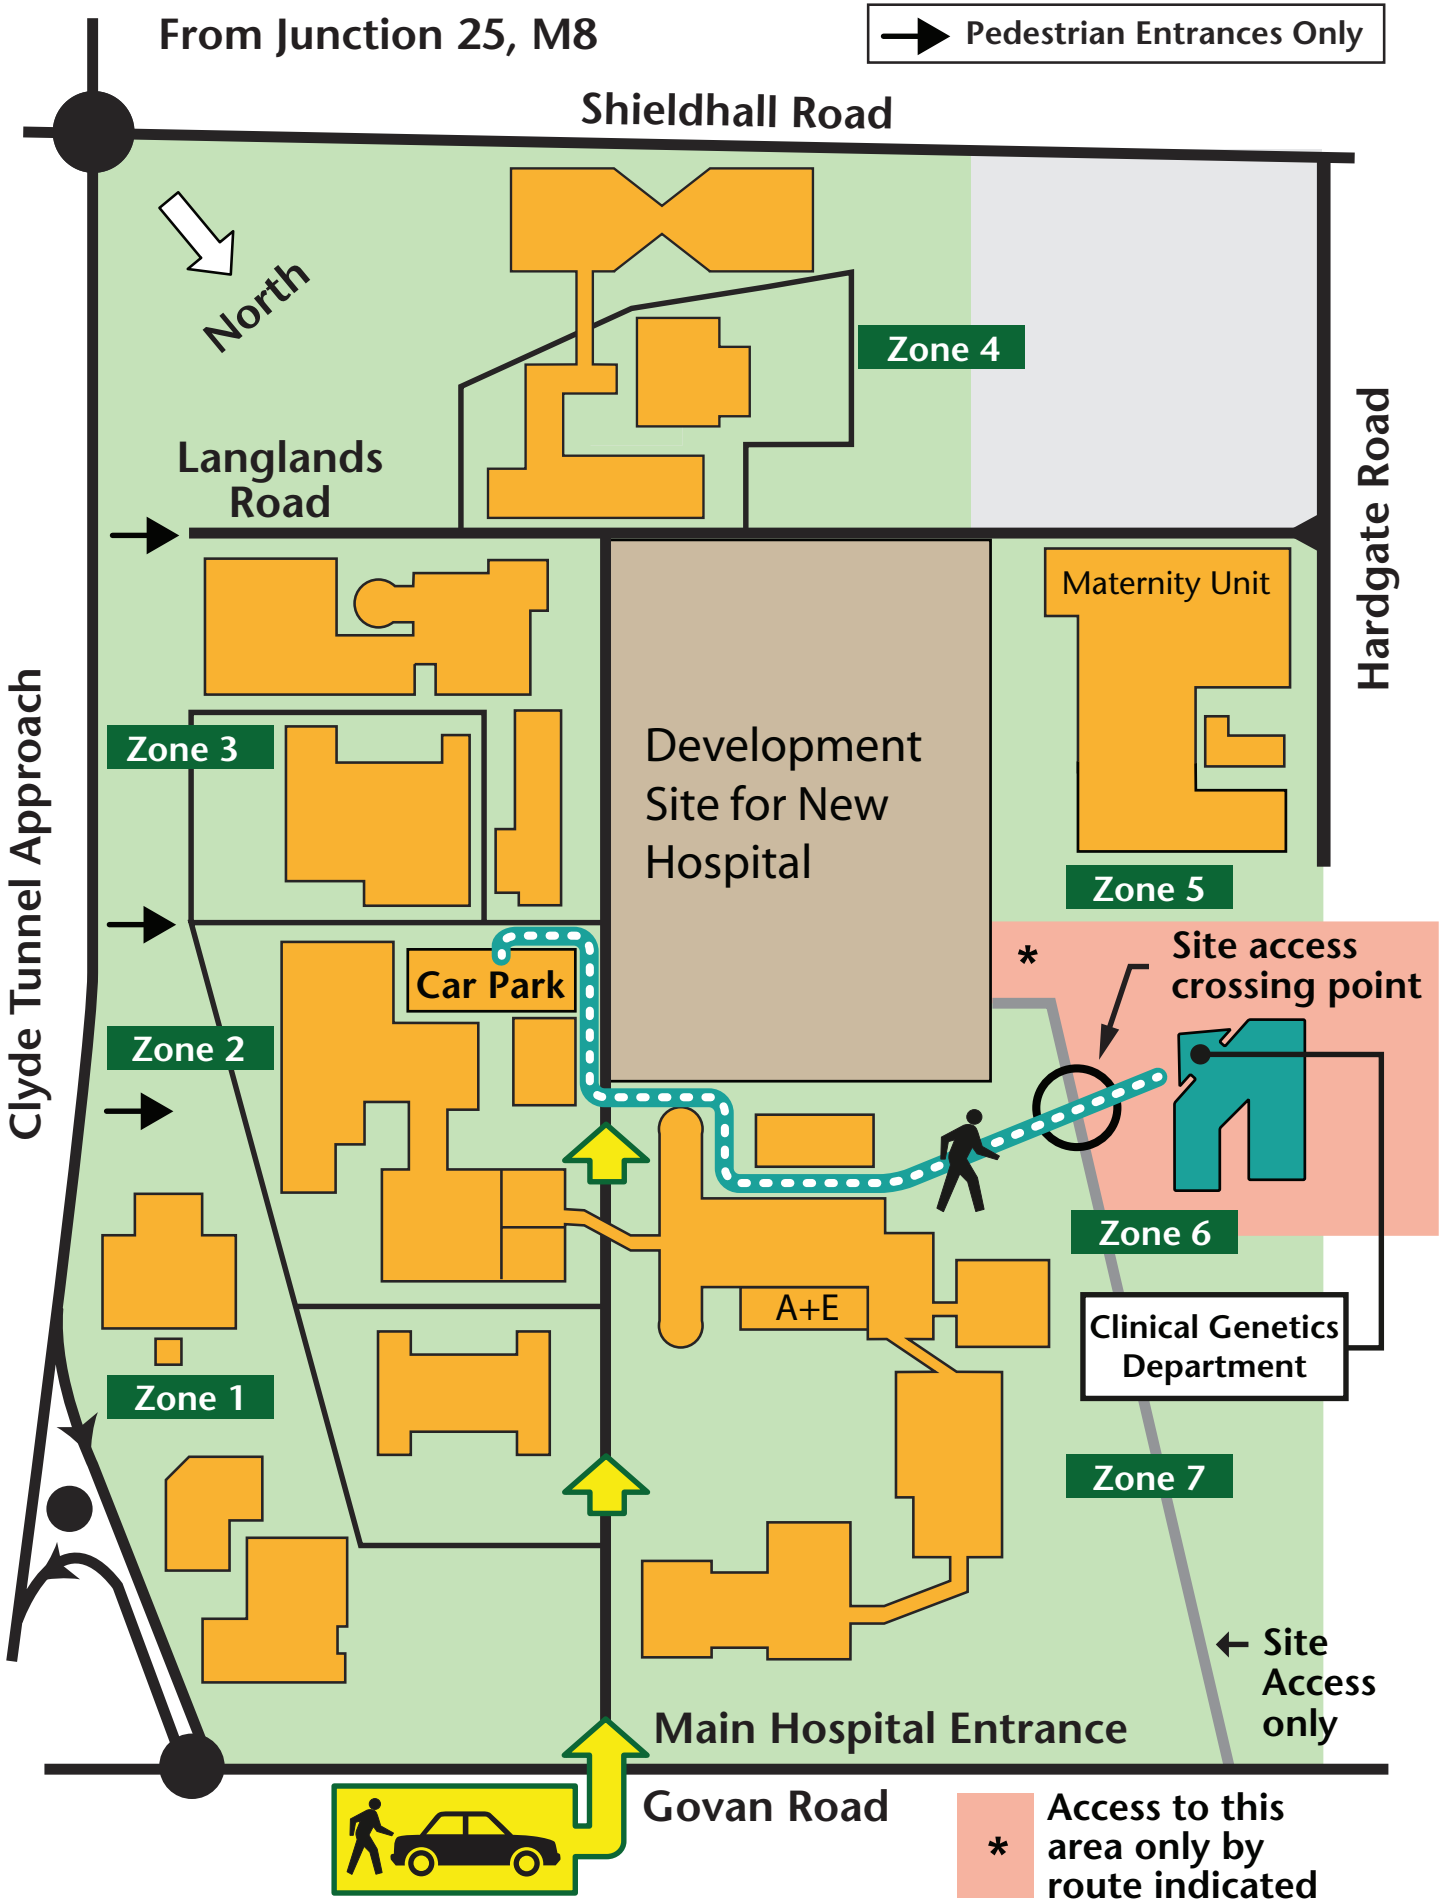 From Junction 25, M8
Pedestrian Entrances Only
Shieldhall Road
North
Zone 4
Langlands
Road
Hardgate Road
Maternity Unit
Clyde Tunnel Approach
Zone 3
Development
Site for New
Hospital
Zone 5
*
Site access
crossing point
Car Park
Zone 2
Zone 6
A+E
Clinical Genetics
Department
Zone 1
Zone 7
Site
Access
only
Main Hospital Entrance
Govan Road
*
Access to this
area only by
route indicated